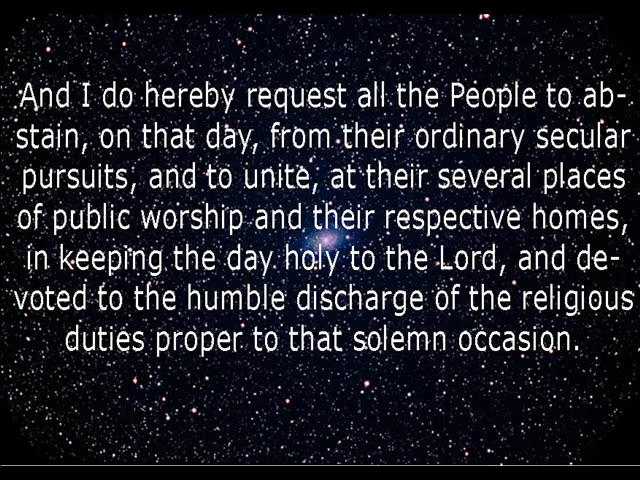 And I do hereby request all the People to ab-
stain, on that day, from their ordinary secular
pursuits, and to unite, at their several places
of public worship and their respective homes,
in keeping the day holy to the Lord, and de-
voted to the humble discharge of the religious
duties proper to that solemn occasion.